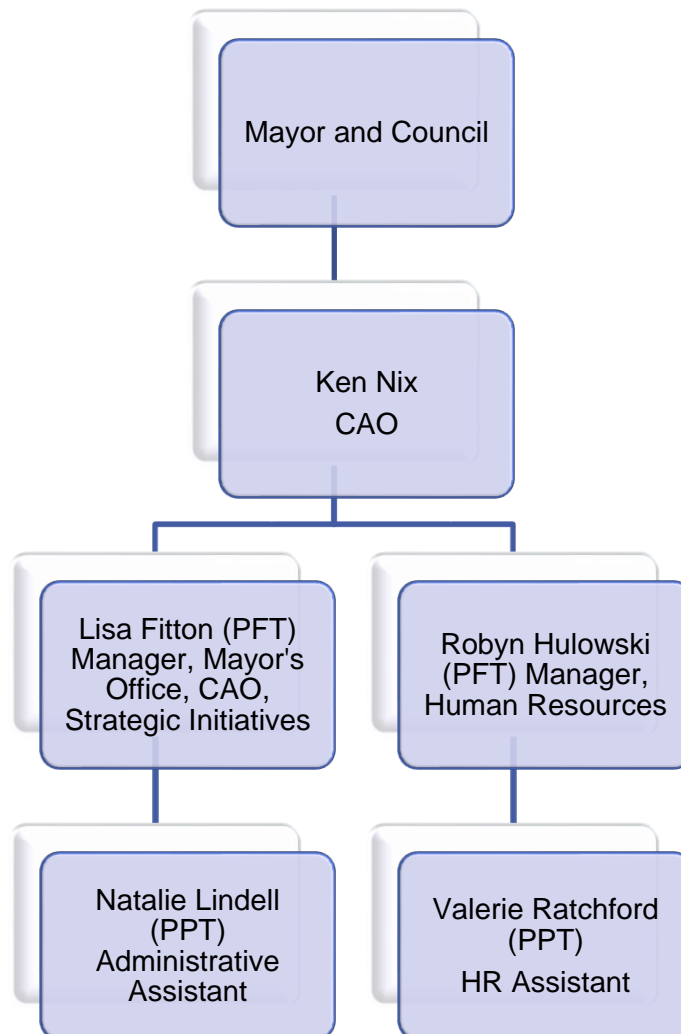 Mayor and Council
Ken Nix
CAO
Lisa Fitton (PFT)
Manager, Mayor's
Office, CAO,
Strategic Initiatives
Robyn Hulowski
(PFT) Manager,
Human Resources
Natalie Lindell
(PPT)
Administrative
Assistant
Valerie Ratchford
(PPT)
HR Assistant